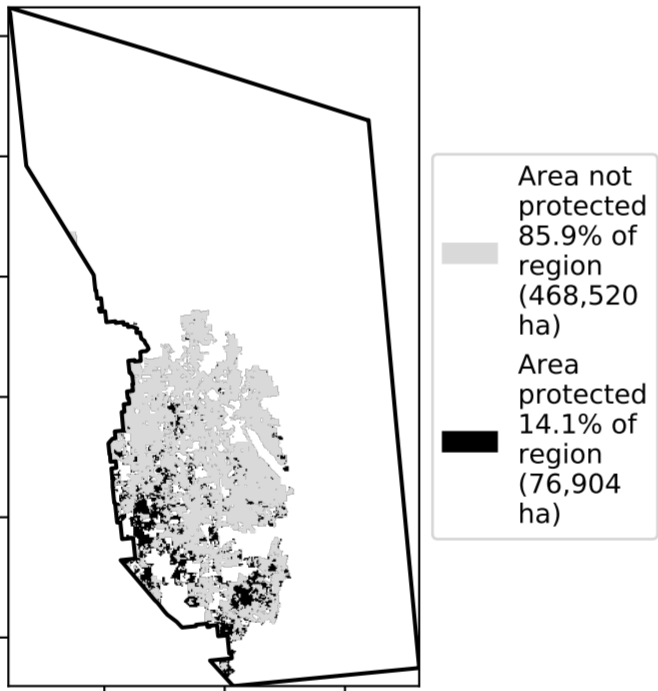 Area not
protected
85.9% of
region
(468,520
ha)
Area
protected
14.1% of
region
(76,904
ha)